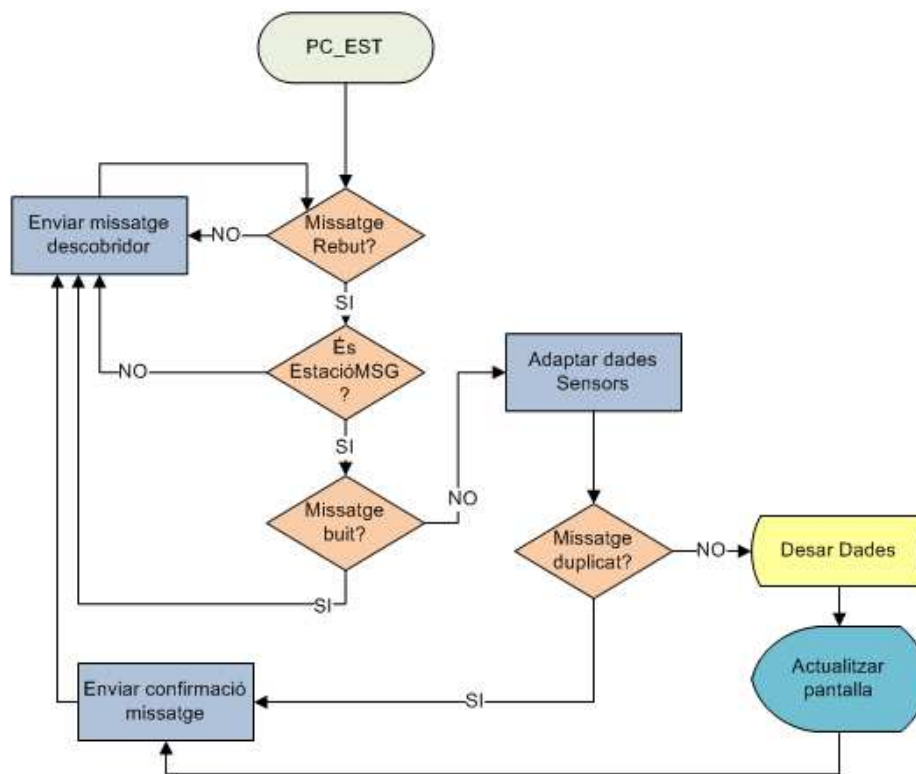 PC_EST
Enviar missatge
descobridor
NO
Missatge
Rebut?
SI
És
EstacióMSG
?
NO
SI
Adaptar dades
Sensors
Missatge
buit?
NO
SI
Missatge
duplicat?
NO
Desar Dades
SI
Actualitzar
pantalla
Enviar confirmació
missatge